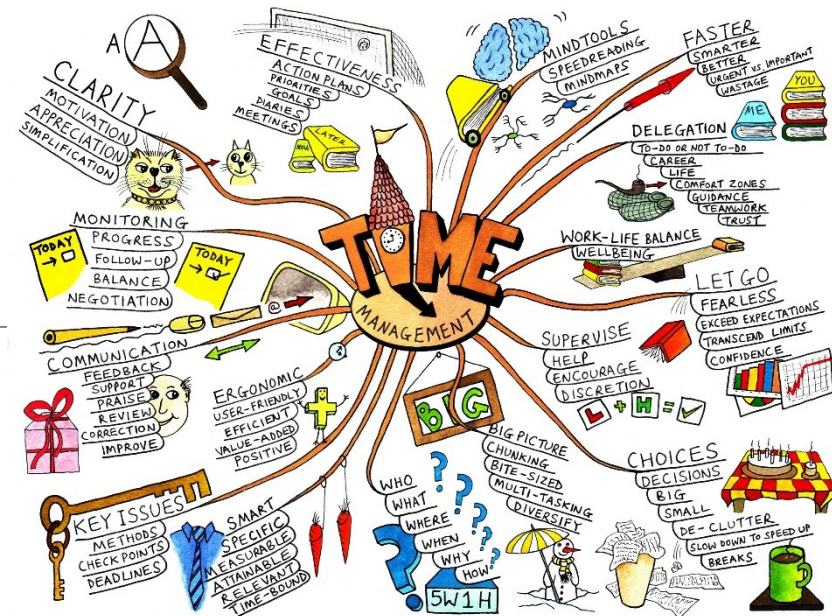 TIME
MANAGEMENT
A A
CLARITY
MOTIVATION
APPRECIATION
SIMPLIFICATION
EFFECTIVENESS
ACTION PLANS
PRIORITIES
GOALS
DIARIES
MEETINGS
LATER
MINDTOOLS
SPEEDREADING
MINDMAPS
FASTER
SMARTER
BETTER
URGENT VS. IMPORTANT
WASTAGE
ME
YOU
DELEGATION
TO-DO OR NOT TO-DO
CAREER
LIFE
COMFORT ZONES
GUIDANCE
TEAMWORK
TRUST
WORK-LIFE BALANCE
WELLBEING
LET GO
FEARLESS
EXCEED EXPECTATIONS
TRANSCEND LIMITS
CONFIDENCE
SUPERVISE
HELP
ENCOURAGE
DISCRETION
L + H = ✓
CHOICES
DECISIONS
BIG
SMALL
DE-CLUTTER
SLOW DOWN TO SPEED UP
BREAKS
BIG
BIG PICTURE
CHUNKING
BITE-SIZED
MULTI-TASKING
DIVERSIFY
WHO
WHAT
WHERE
WHEN
WHY
HOW
? ? ? ? ? ?
5W1H
SMART
SPECIFIC
MEASURABLE
ATTAINABLE
RELEVANT
TIME-BOUND
KEY ISSUES
METHODS
CHECKPOINTS
DEADLINES
ERGONOMIC
USER-FRIENDLY
EFFICIENT
VALUE-ADDED
POSITIVE
COMMUNICATION
FEEDBACK
SUPPORT
PRAISE
REVIEW
CORRECTION
IMPROVE
@
MONITORING
PROGRESS
FOLLOW-UP
BALANCE
NEGOTIATION
TODAY
TODAY